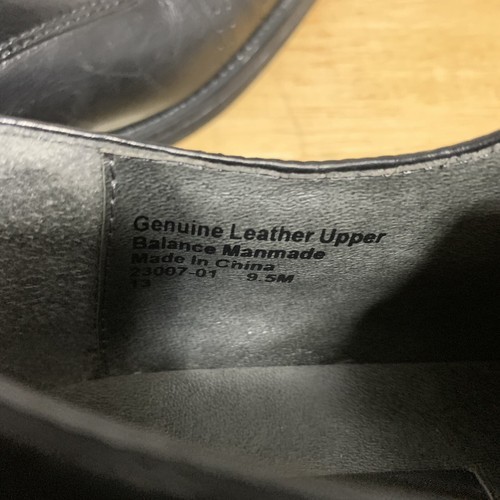 Genuine Leather Upper
Balance Manmade
Made In China
23007-01 9.5M
13